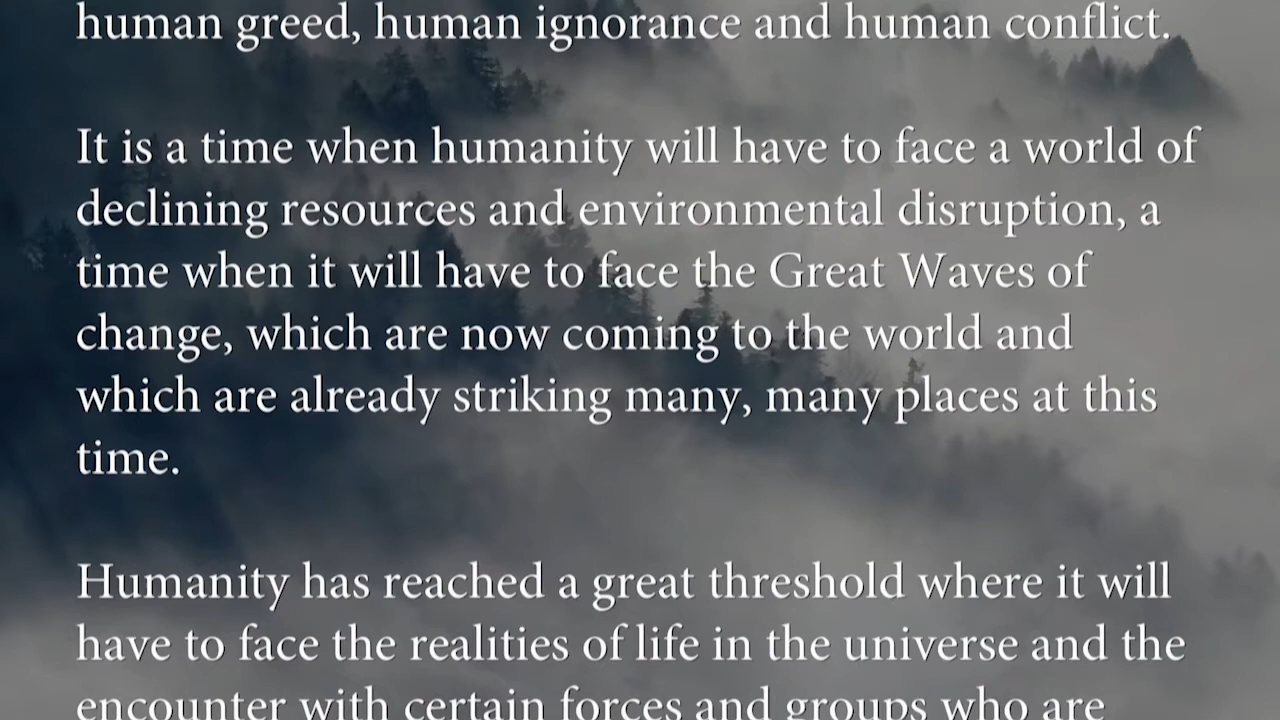 human greed, human ignorance and human conflict.
It is a time when humanity will have to face a world of
declining resources and environmental disruption, a
time when it will have to face the Great Waves of
change, which are now coming to the world and
which are already striking many, many places at this
time.
Humanity has reached a great threshold where it will
have to face the realities of life in the universe and the
encounter with certain forces and groups who are